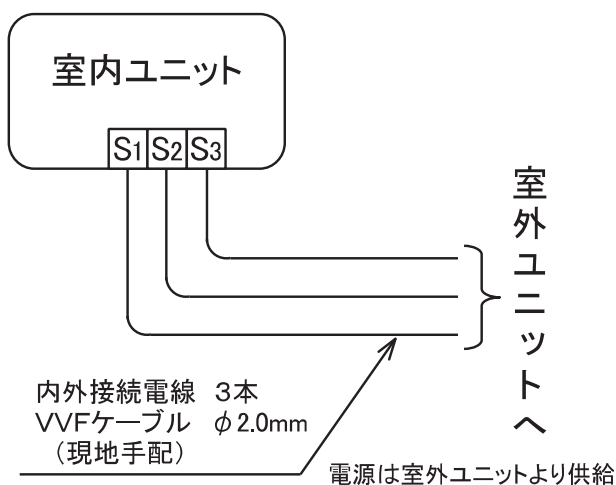 室内ユニット
S1 S2 S3
室外ユニットへ
内外接続電線 3本
VVFケーブル φ2.0mm
(現地手配)
電源は室外ユニットより供給